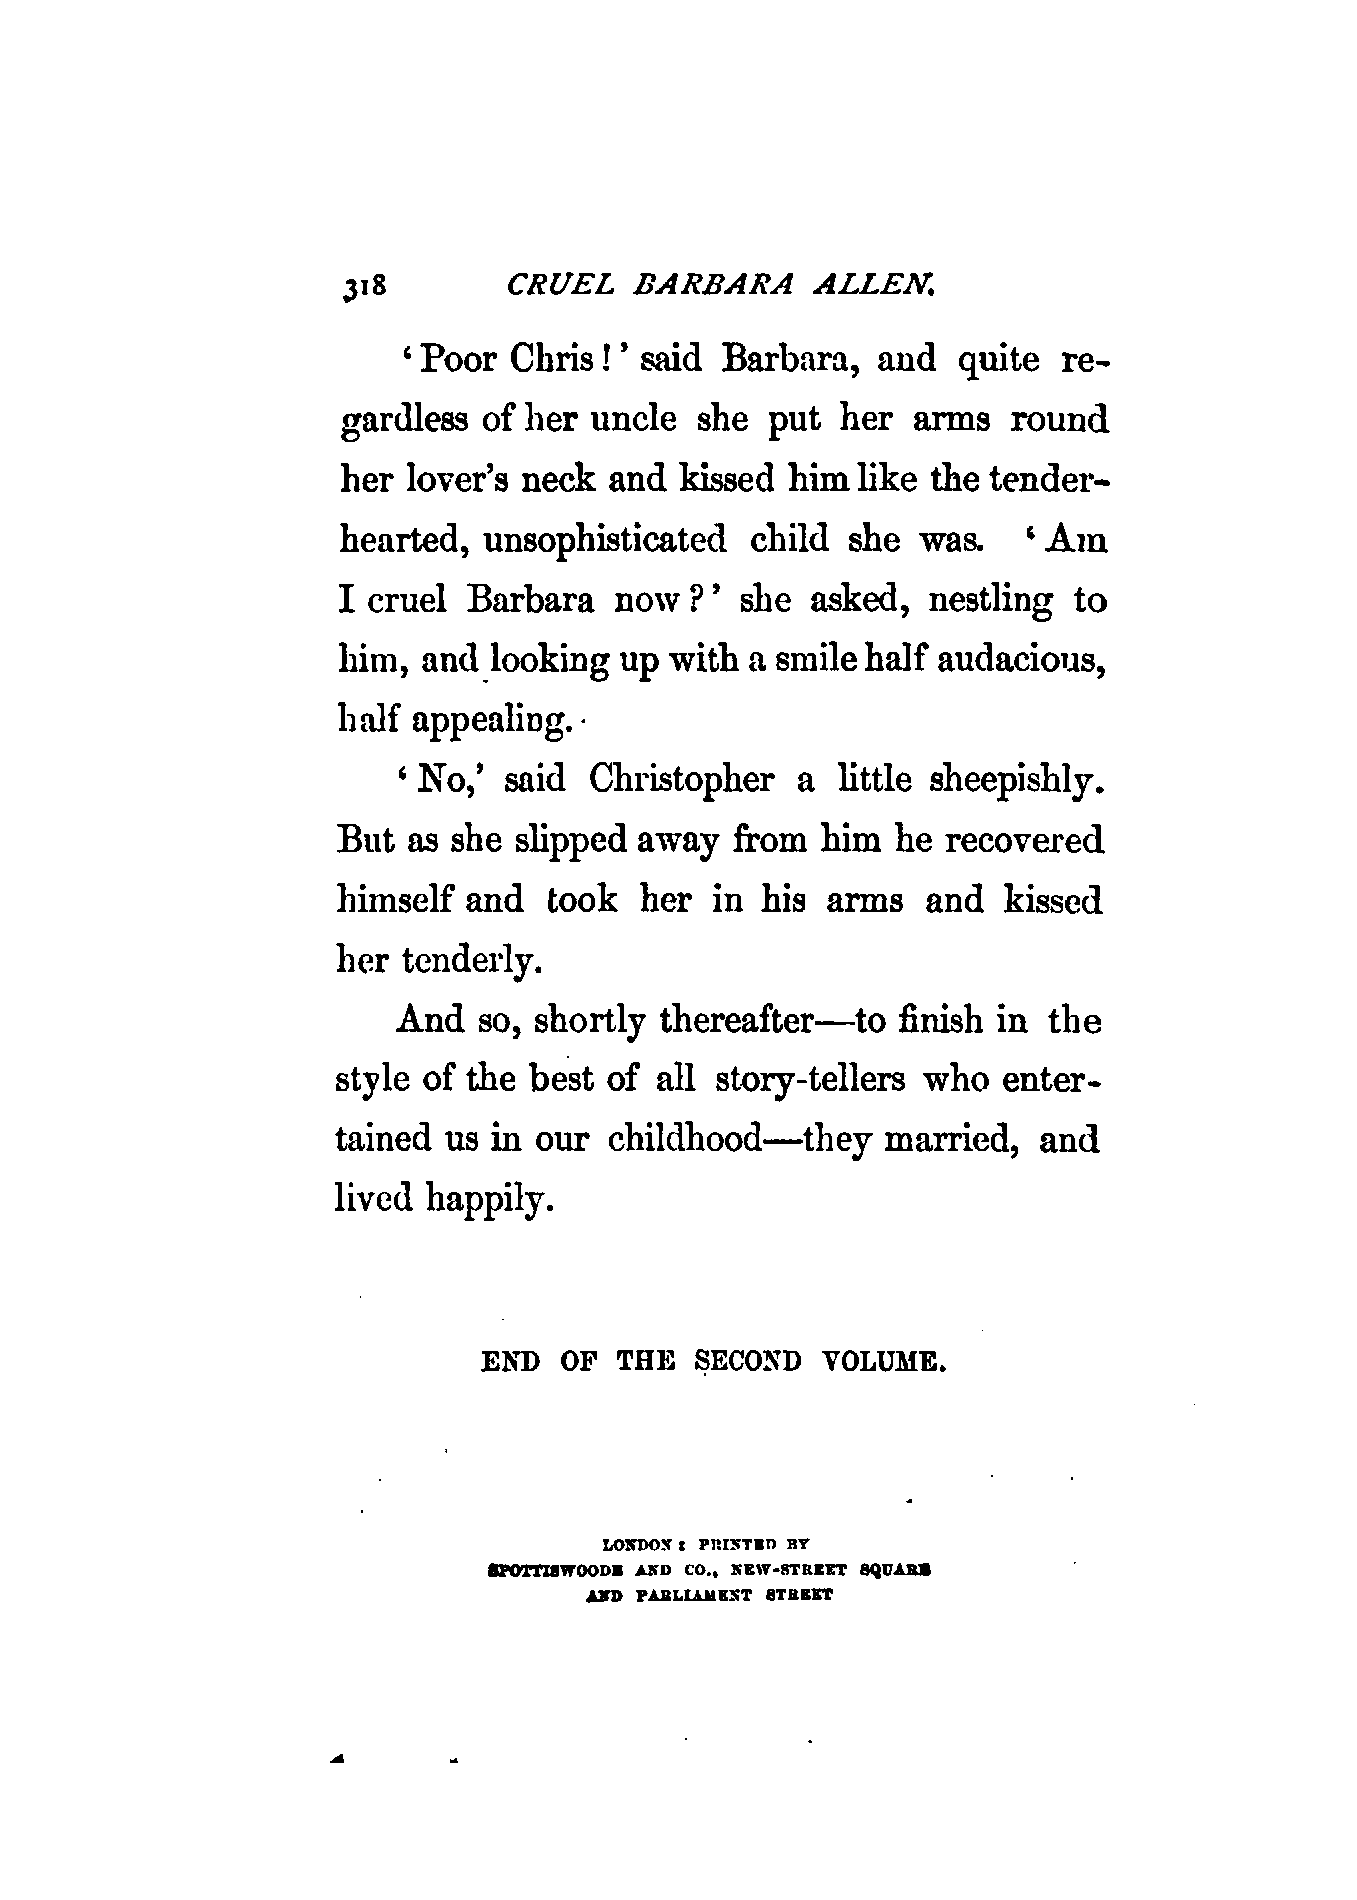 318 CRUEL BARBARA ALLEN.
‘Poor Chris!’ said Barbara, and quite re-
gardless of her uncle she put her arms round
her lover’s neck and kissed him like the tender-
hearted, unsophisticated child she was. ‘Am
I cruel Barbara now?’ she asked, nestling to
him, and looking up with a smile half audacious,
half appealing.
‘No,’ said Christopher a little sheepishly.
But as she slipped away from him he recovered
himself and took her in his arms and kissed
her tenderly.
And so, shortly thereafter—to finish in the
style of the best of all story-tellers who enter-
tained us in our childhood—they married, and
lived happily.
END OF THE SECOND VOLUME.
LONDON: PRINTED BY
SPOTTISWOODE AND CO., NEW-STREET SQUARE
AND PARLIAMENT STREET